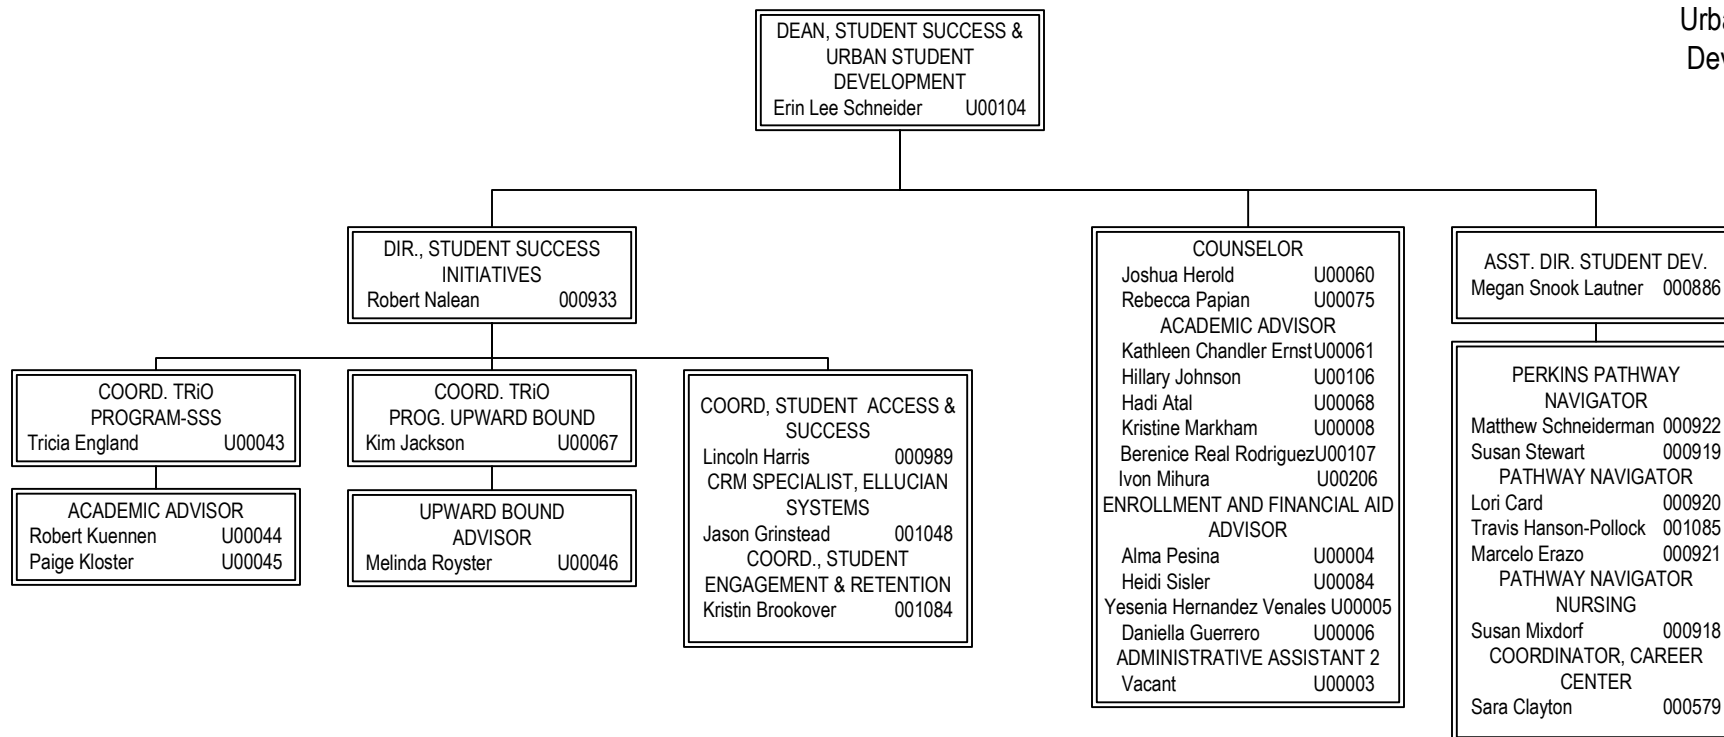 Urba
Dev
DEAN, STUDENT SUCCESS &
URBAN STUDENT
DEVELOPMENT
Erin Lee Schneider U00104
DIR., STUDENT SUCCESS
INITIATIVES
Robert Nalean 000933
COORD. TRiO
PROGRAM-SSS
Tricia England U00043
ACADEMIC ADVISOR
Robert Kuennen U00044
Paige Kloster U00045
COORD. TRiO
PROG. UPWARD BOUND
Kim Jackson U00067
UPWARD BOUND
ADVISOR
Melinda Royster U00046
COORD, STUDENT ACCESS &
SUCCESS
Lincoln Harris 000989
CRM SPECIALIST, ELLUCIAN
SYSTEMS
Jason Grinstead 001048
COORD., STUDENT
ENGAGEMENT & RETENTION
Kristin Brookover 001084
COUNSELOR
Joshua Herold U00060
Rebecca Papian U00075
ACADEMIC ADVISOR
Kathleen Chandler Ernst U00061
Hillary Johnson U00106
Hadi Atal U00068
Kristine Markham U00008
Berenice Real Rodriguez U00107
Ivon Mihura U00206
ENROLLMENT AND FINANCIAL AID
ADVISOR
Alma Pesina U00004
Heidi Sisler U00084
Yesenia Hernandez Venales U00005
Daniella Guerrero U00006
ADMINISTRATIVE ASSISTANT 2
Vacant U00003
ASST. DIR. STUDENT DEV.
Megan Snook Lautner 000886
PERKINS PATHWAY
NAVIGATOR
Matthew Schneiderman 000922
Susan Stewart 000919
PATHWAY NAVIGATOR
Lori Card 000920
Travis Hanson-Pollock 001085
Marcelo Erazo 000921
PATHWAY NAVIGATOR
NURSING
Susan Mixdorf 000918
COORDINATOR, CAREER
CENTER
Sara Clayton 000579